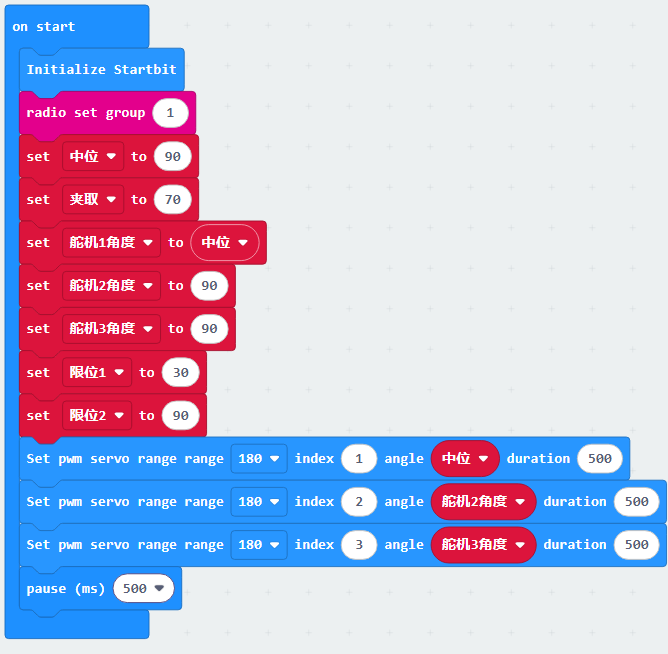 on start
Initialize Startbit
radio set group 1
set 中位 to 90
set 夹取 to 70
set 舵机1角度 to 中位
set 舵机2角度 to 90
set 舵机3角度 to 90
set 限位1 to 30
set 限位2 to 90
Set pwm servo range range 180 index 1 angle 中位 duration 500
Set pwm servo range range 180 index 2 angle 舵机2角度 duration 500
Set pwm servo range range 180 index 3 angle 舵机3角度 duration 500
pause (ms) 500